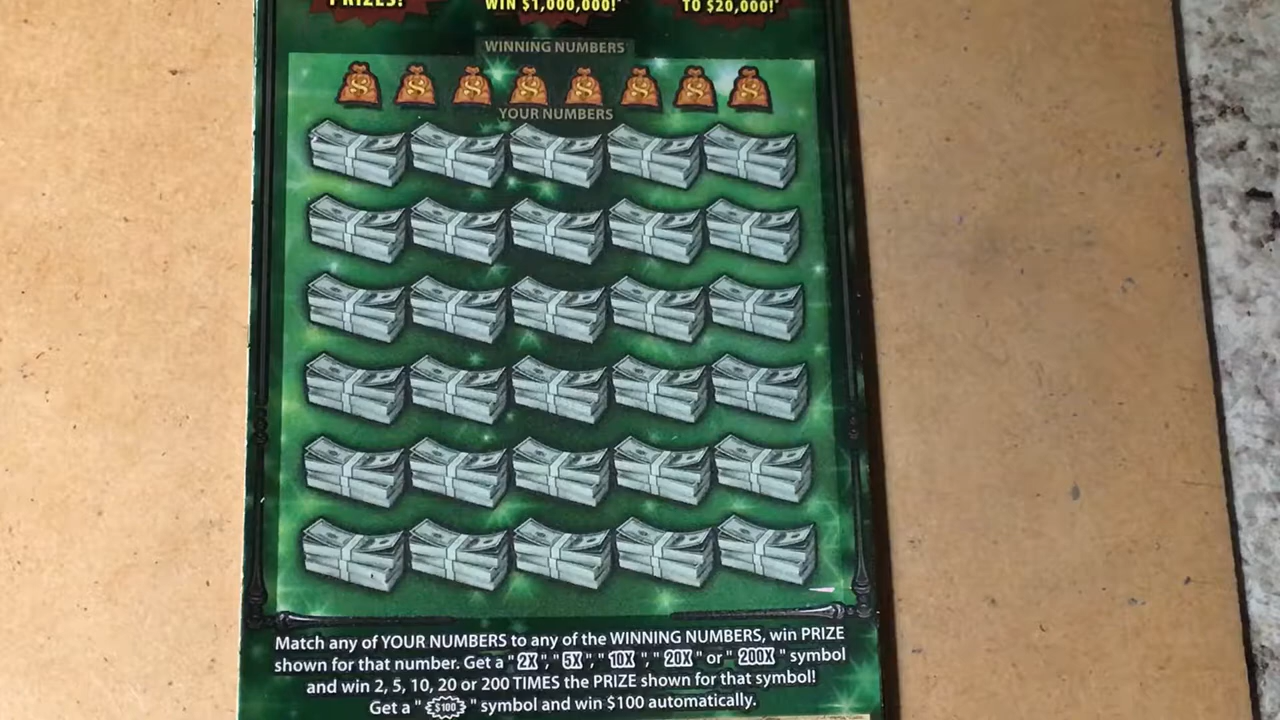 PRIZES!
WIN $1,000,000!*
TO $20,000!*
WINNING NUMBERS
YOUR NUMBERS
Match any of YOUR NUMBERS to any of the WINNING NUMBERS, win PRIZE
shown for that number. Get a "2X", "5X", "10X", "20X" or "200X" symbol
and win 2, 5, 10, 20 or 200 TIMES the PRIZE shown for that symbol!
Get a "$100" symbol and win $100 automatically.